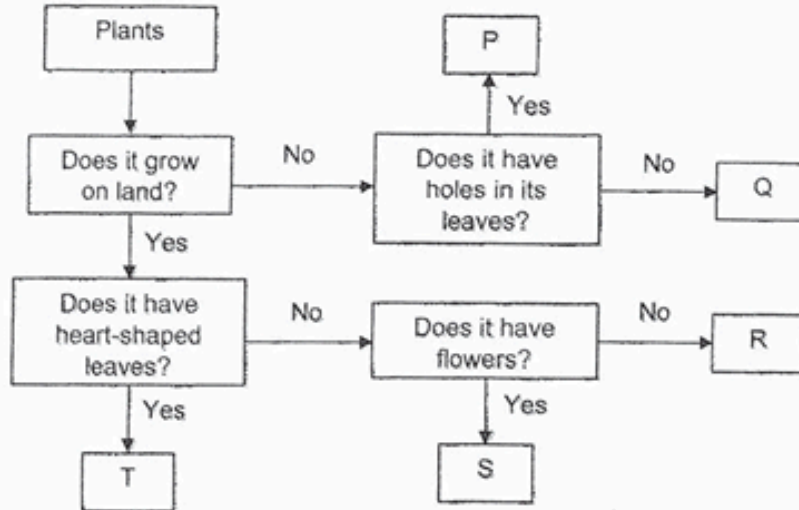 Plants
P
Yes
Does it grow
on land?
No
Does it have
holes in its
leaves?
No
Q
Yes
Does it have
heart-shaped
leaves?
No
Does it have
flowers?
No
R
Yes
T
Yes
S